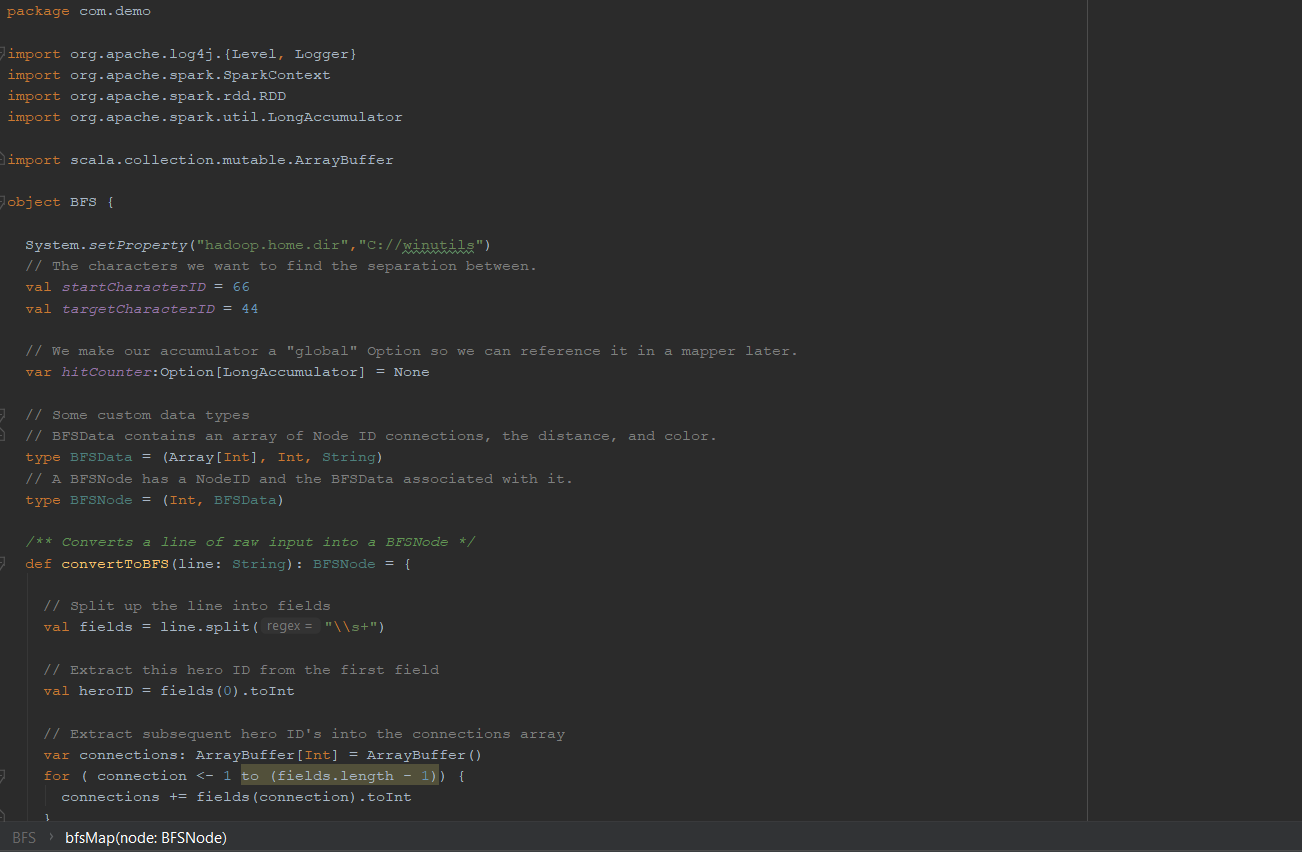 package com.demo
import org.apache.log4j.{Level, Logger}
import org.apache.spark.SparkContext
import org.apache.spark.rdd.RDD
import org.apache.spark.util.LongAccumulator
import scala.collection.mutable.ArrayBuffer
object BFS {
System.setProperty("hadoop.home.dir","C://winutils")
// The characters we want to find the separation between.
val startCharacterID = 66
val targetCharacterID = 44
// We make our accumulator a "global" Option so we can reference it in a mapper later.
var hitCounter:Option[LongAccumulator] = None
// Some custom data types
// BFSData contains an array of Node ID connections, the distance, and color.
type BFSData = (Array[Int], Int, String)
// A BFSNode has a NodeID and the BFSData associated with it.
type BFSNode = (Int, BFSData)
/** Converts a line of raw input into a BFSNode */
def convertToBFS(line: String): BFSNode = {
// Split up the line into fields
val fields = line.split( regex = "\\s+")
// Extract this hero ID from the first field
val heroID = fields(0).toInt
// Extract subsequent hero ID's into the connections array
var connections: ArrayBuffer[Int] = ArrayBuffer()
for ( connection <- 1 to (fields.length - 1)) {
connections += fields(connection).toInt
}
BFS › bfsMap(node: BFSNode)